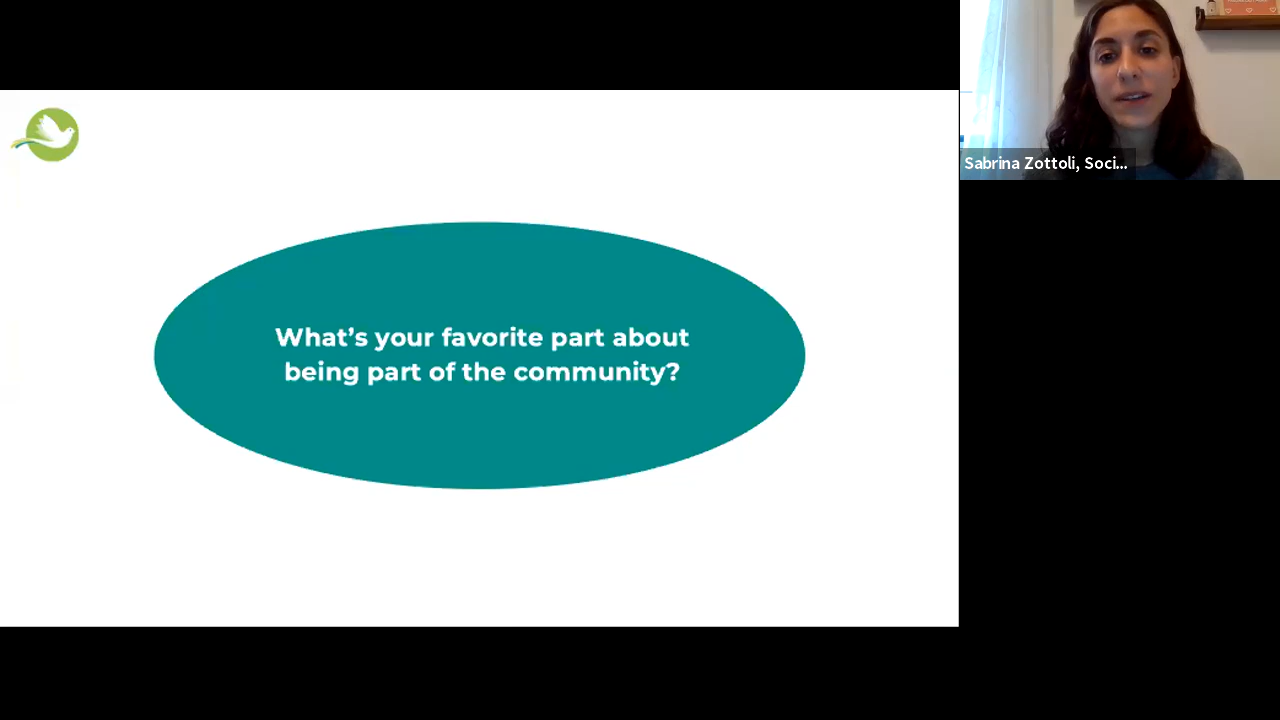 Sabrina Zottoli, Soci...
What's your favorite part about
being part of the community?